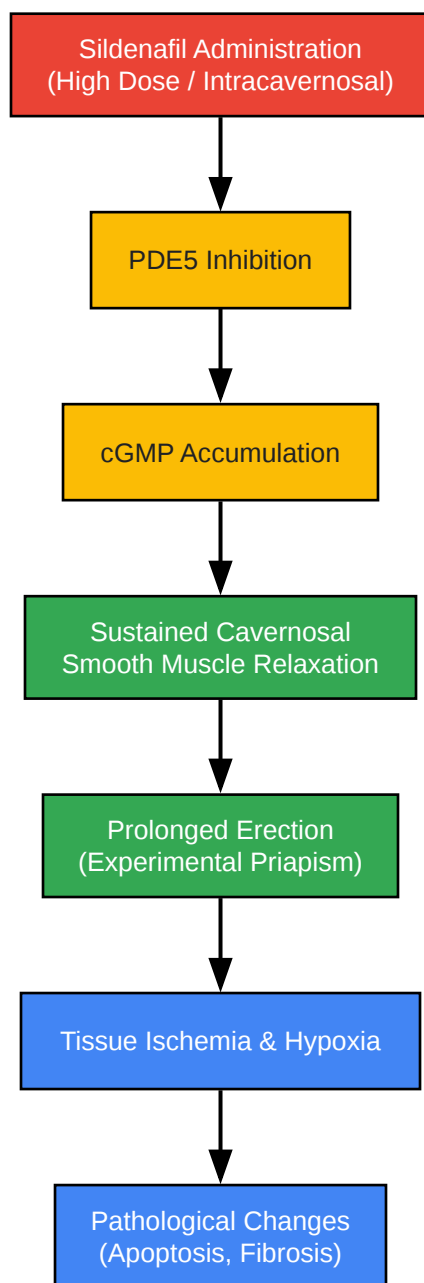 Sildenafil Administration
(High Dose / Intracavernosal)
PDE5 Inhibition
cGMP Accumulation
Sustained Cavernosal
Smooth Muscle Relaxation
Prolonged Erection
(Experimental Priapism)
Tissue Ischemia & Hypoxia
Pathological Changes
(Apoptosis, Fibrosis)